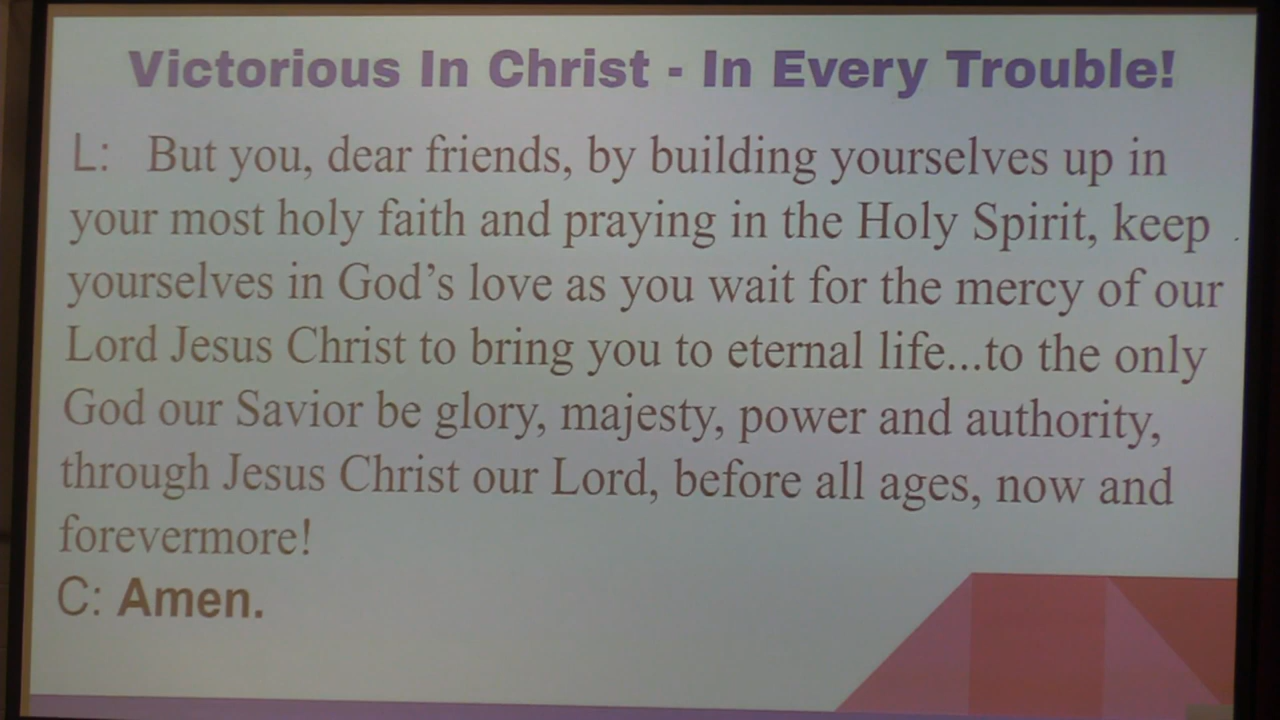 Victorious In Christ - In Every Trouble!
L: But you, dear friends, by building yourselves up in
your most holy faith and praying in the Holy Spirit, keep
yourselves in God’s love as you wait for the mercy of our
Lord Jesus Christ to bring you to eternal life...to the only
God our Savior be glory, majesty, power and authority,
through Jesus Christ our Lord, before all ages, now and
forevermore!
C: Amen.